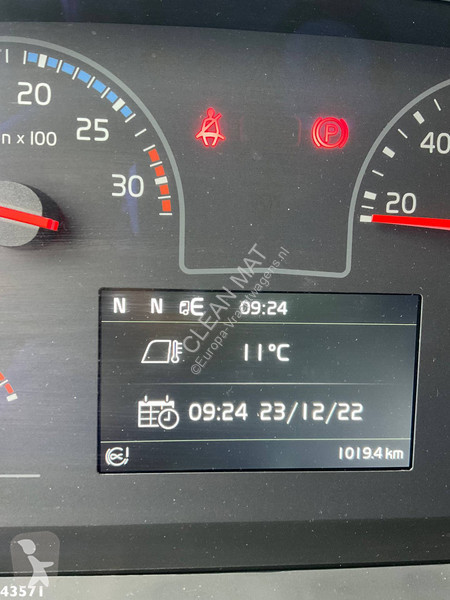 20
25
30
n x 100
P
40
20
N N E 09:24
11°C
09:24 23/12/22
1019.4 km
CLEAN MAT
©Europa-Vrachtwagens.nl
43571